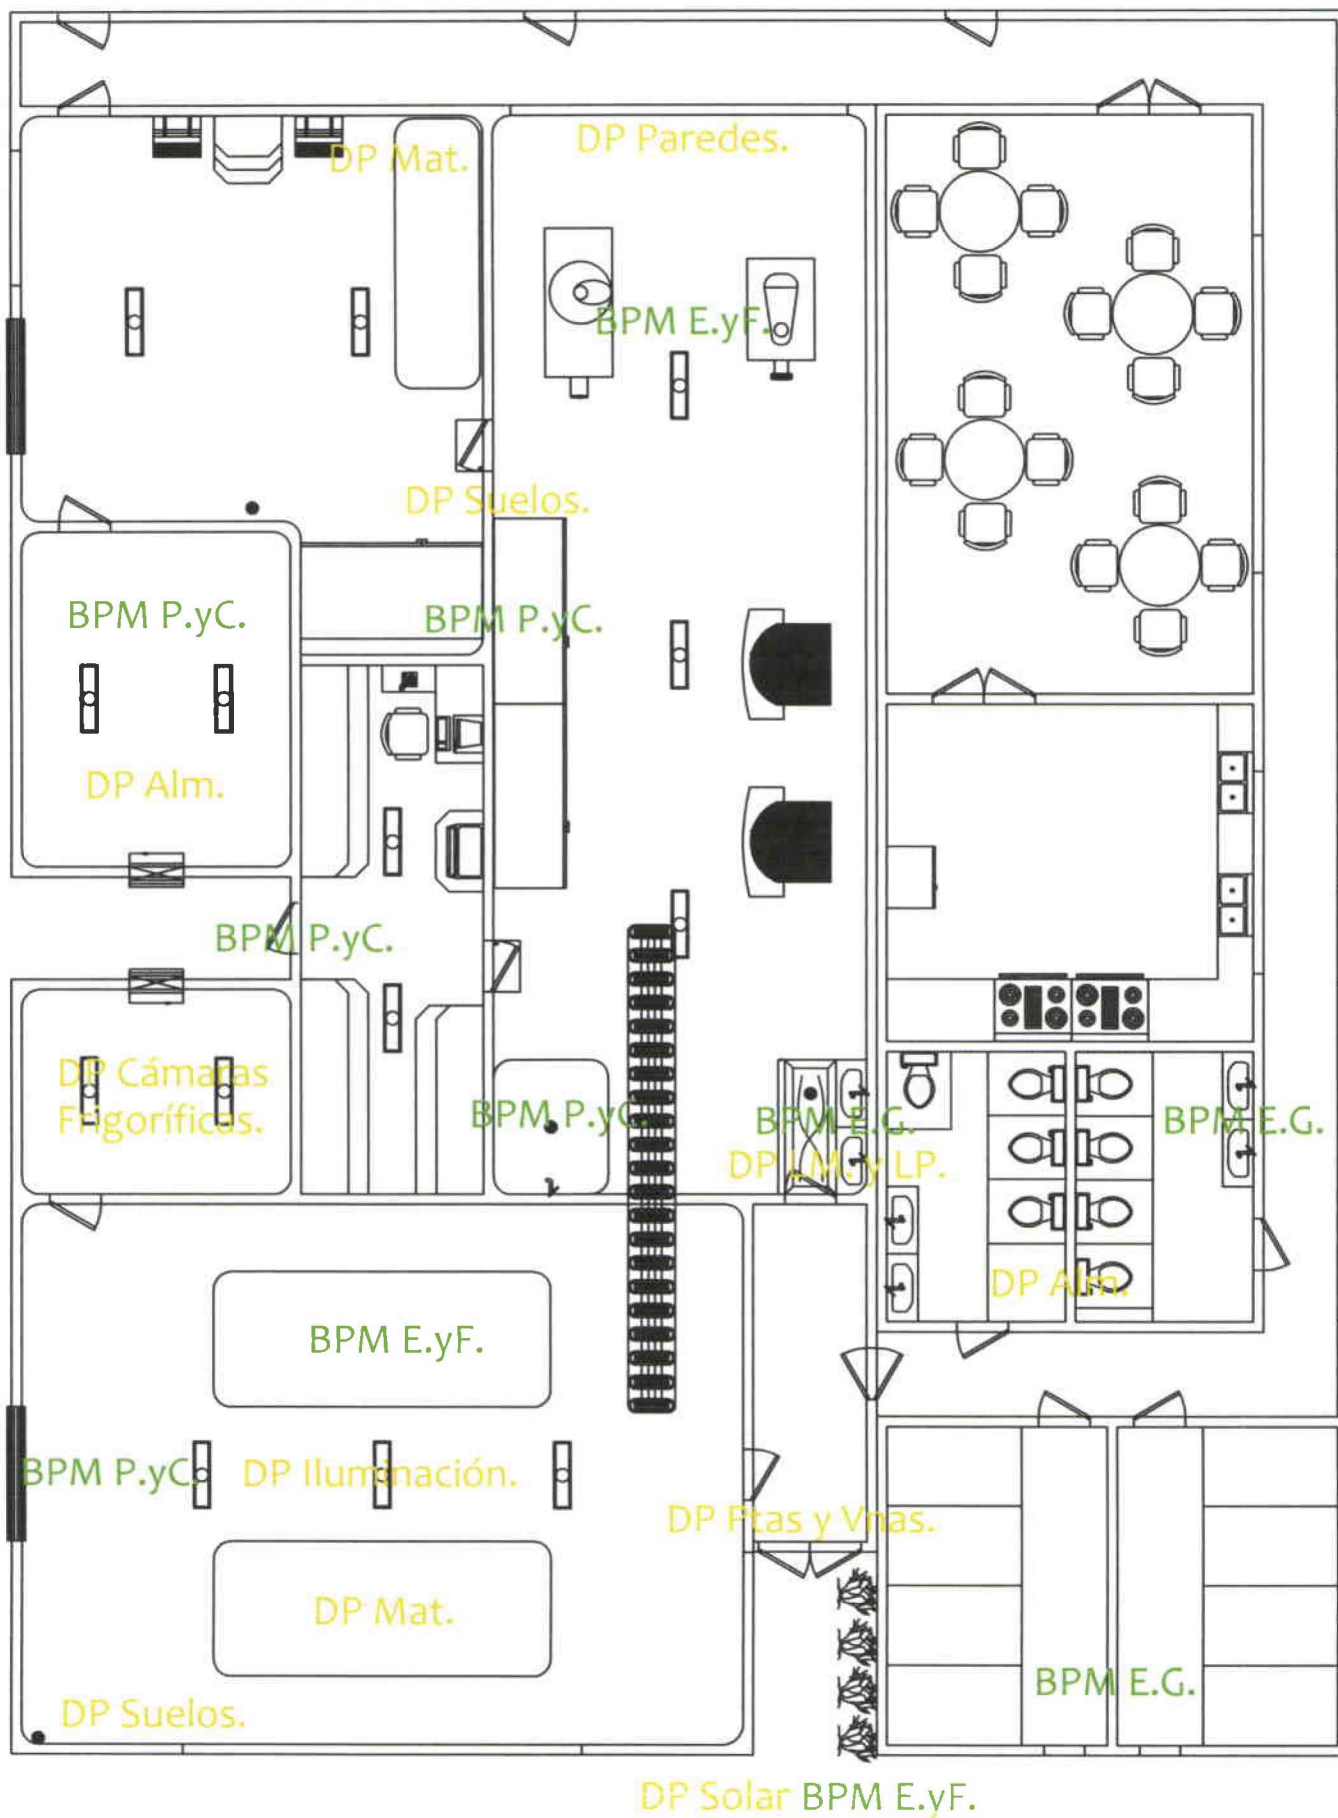 DP Paredes.
DP Mat.
BPM E.yF.
DP Suelos.
BPM P.yC.
BPM P.yC.
DP Alm.
BPM P.yC.
DP Cámaras
Frigoríficas.
BPM P.yC.
BPM E.G.
BPM E.G.
DP LM. y LP.
DP Alm.
BPM E.yF.
BPM P.yC.
DP Iluminación.
DP Ptas y Vnas.
DP Mat.
BPM E.G.
DP Suelos.
DP Solar BPM E.yF.